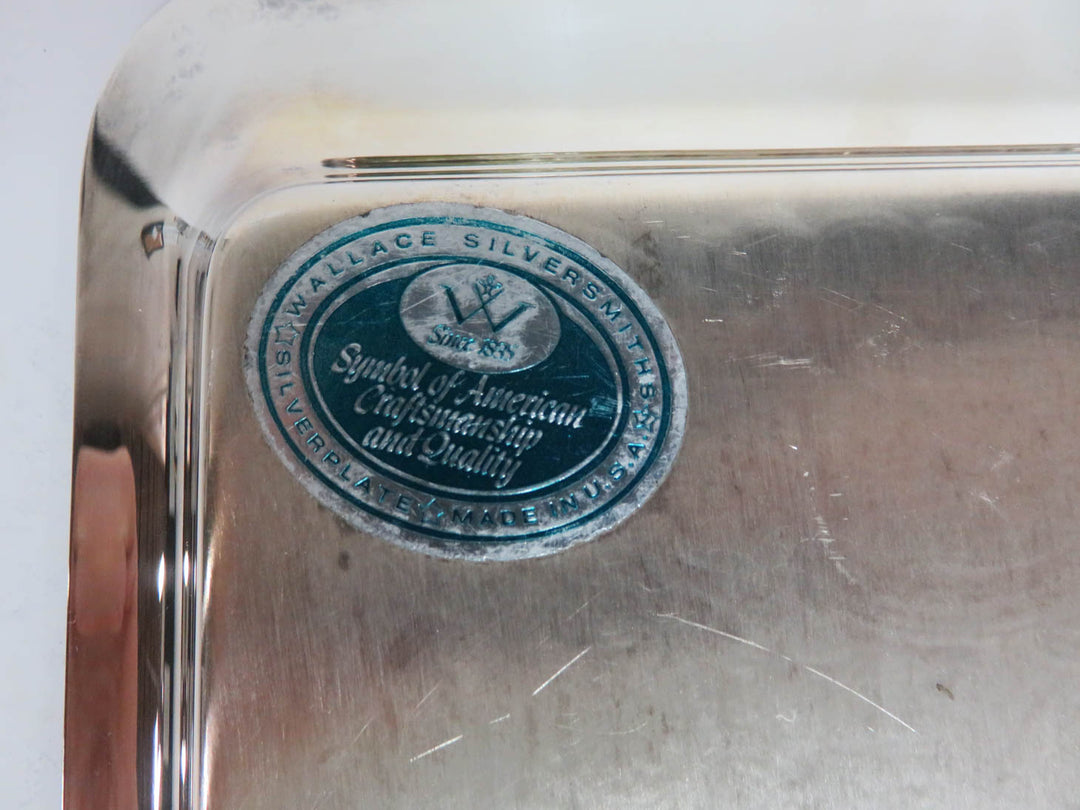 WALLACE SILVERSMITHS
W
Since 1835
Symbol of American
Craftsmanship
and Quality
SILVERPLATE ☆ MADE IN U.S.A.